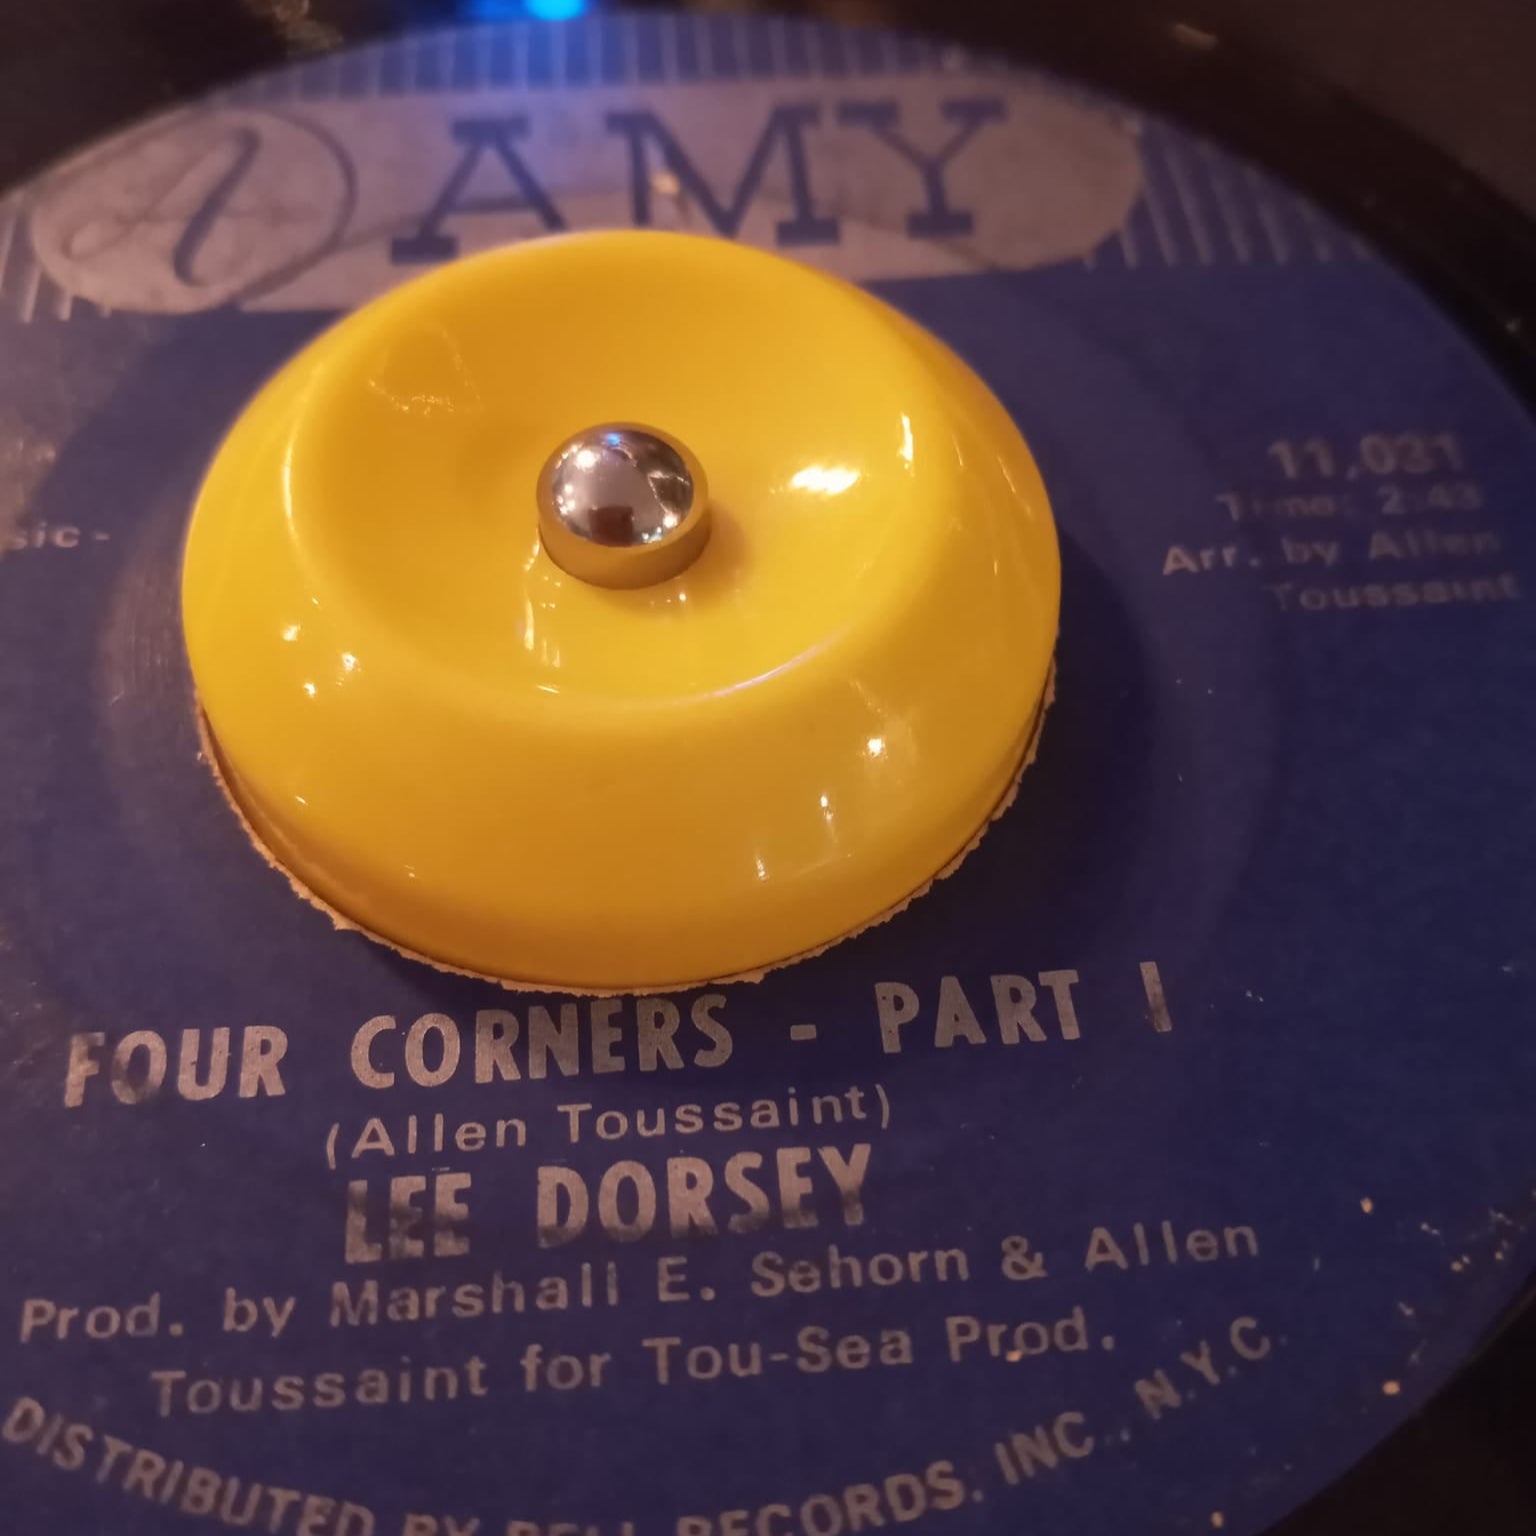 A AMY
sic-
11,031
Time: 2:43
Arr. by Allen
Toussaint
FOUR CORNERS - PART I
(Allen Toussaint)
LEE DORSEY
Prod. by Marshall E. Sehorn & Allen
Toussaint for Tou-Sea Prod.
DISTRIBUTED BY BELL RECORDS, INC., N.Y.C.